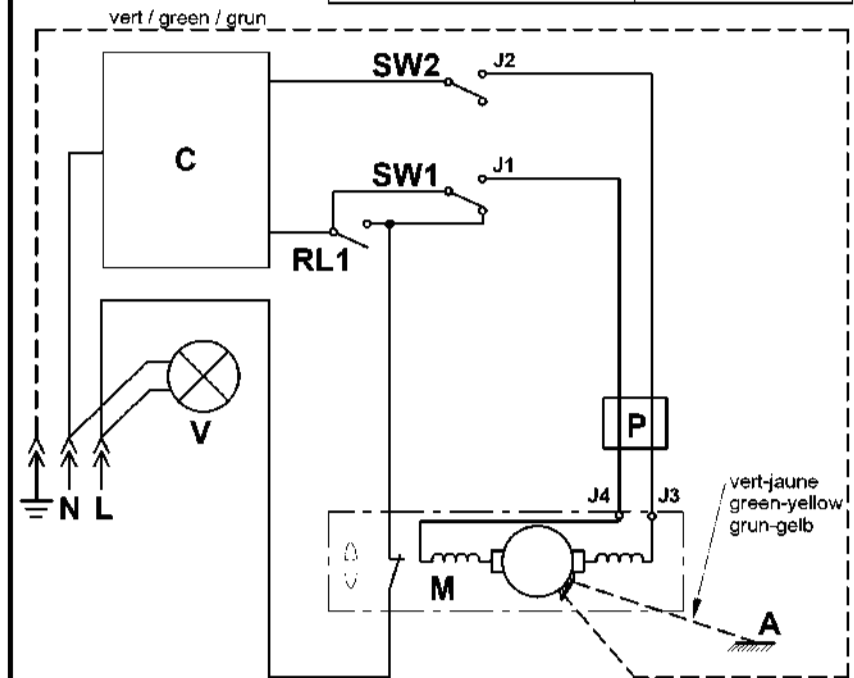 vert / green / grun
SW2
J2
C
SW1
J1
RL1
V
P
N L
J4
J3
vert-jaune
green-yellow
grun-gelb
M
A